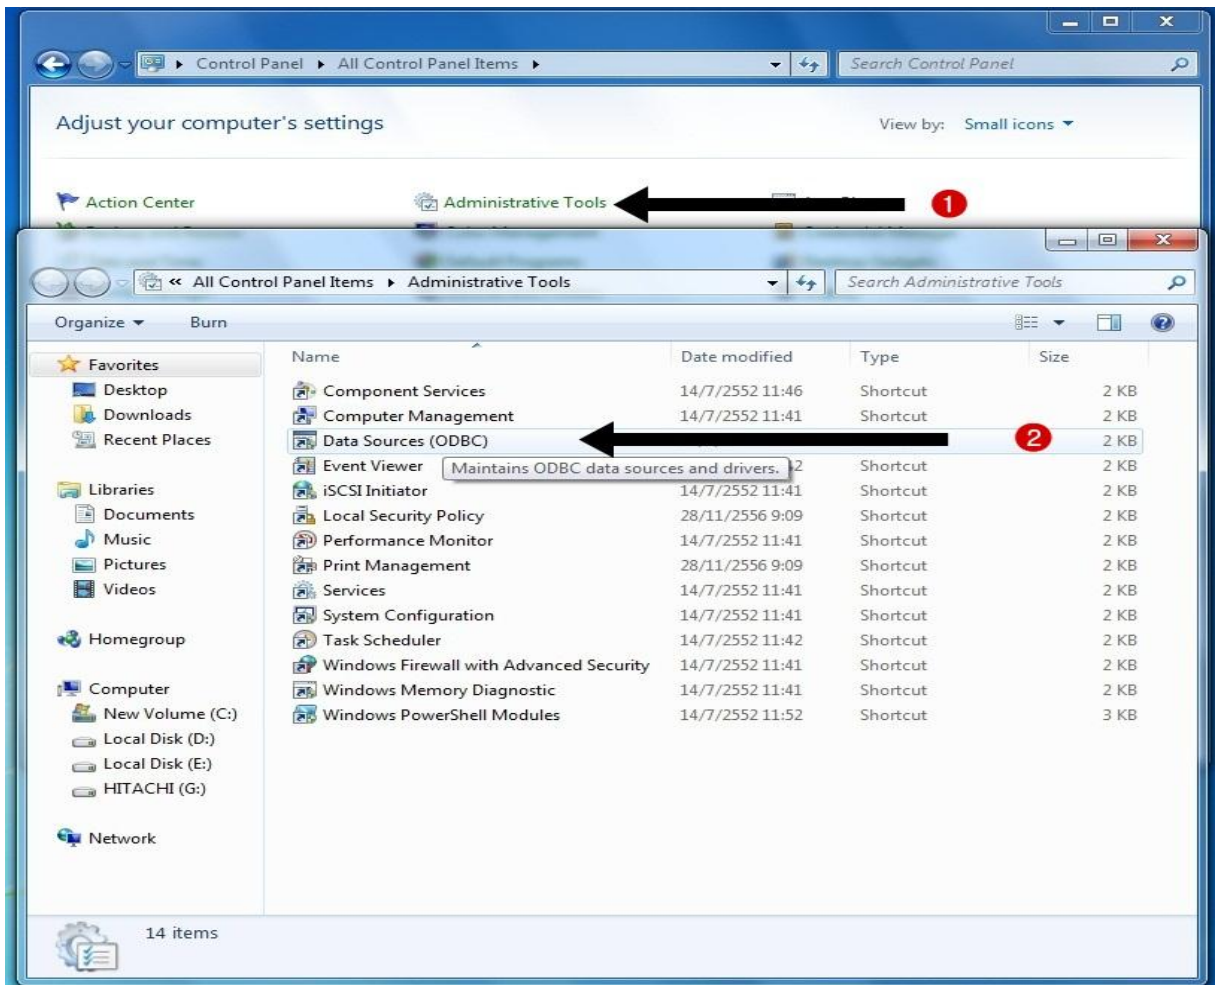 Control Panel ▸ All Control Panel Items ▸
Search Control Panel
Adjust your computer's settings
View by: Small icons
Action Center
Administrative Tools
1
« All Control Panel Items ▸ Administrative Tools
Search Administrative Tools
Organize
Burn
Name Date modified Type Size
Favorites
Desktop
Downloads
Recent Places
Libraries
Documents
Music
Pictures
Videos
Homegroup
Computer
New Volume (C:)
Local Disk (D:)
Local Disk (E:)
HITACHI (G:)
Network
Component Services 14/7/2552 11:46 Shortcut 2 KB
Computer Management 14/7/2552 11:41 Shortcut 2 KB
Data Sources (ODBC) 2 2 KB
Event Viewer Maintains ODBC data sources and drivers. 2 Shortcut 2 KB
iSCSI Initiator 14/7/2552 11:41 Shortcut 2 KB
Local Security Policy 28/11/2556 9:09 Shortcut 2 KB
Performance Monitor 14/7/2552 11:41 Shortcut 2 KB
Print Management 28/11/2556 9:09 Shortcut 2 KB
Services 14/7/2552 11:41 Shortcut 2 KB
System Configuration 14/7/2552 11:41 Shortcut 2 KB
Task Scheduler 14/7/2552 11:42 Shortcut 2 KB
Windows Firewall with Advanced Security 14/7/2552 11:41 Shortcut 2 KB
Windows Memory Diagnostic 14/7/2552 11:41 Shortcut 2 KB
Windows PowerShell Modules 14/7/2552 11:52 Shortcut 3 KB
14 items